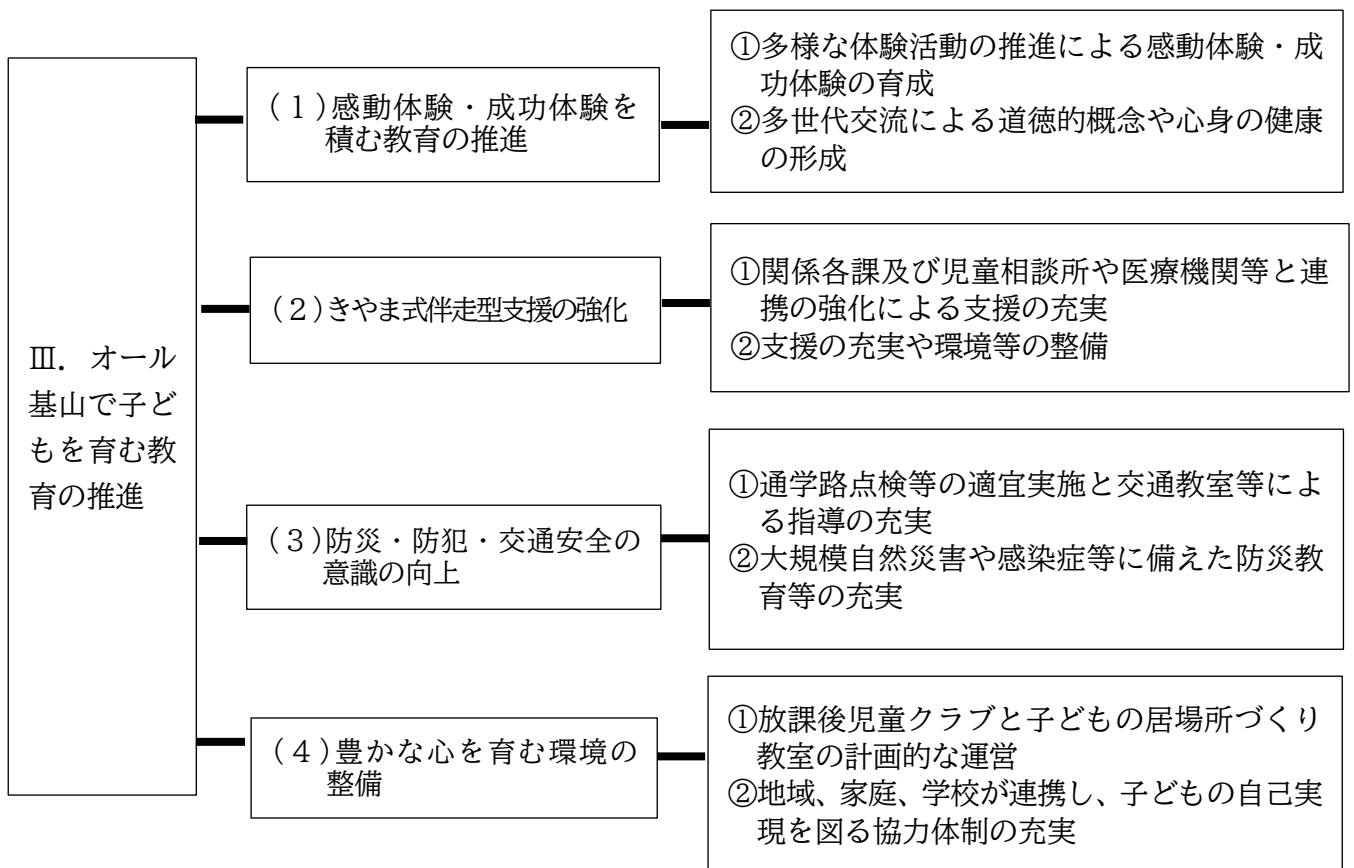 Ⅲ．オール
基山で子ど
もを育む教
育の推進
（１）感動体験・成功体験を
積む教育の推進
①多様な体験活動の推進による感動体験・成
功体験の育成
②多世代交流による道徳的概念や心身の健康
の形成
（２）きやま式伴走型支援の強化
①関係各課及び児童相談所や医療機関等と連
携の強化による支援の充実
②支援の充実や環境等の整備
（３）防災・防犯・交通安全の
意識の向上
①通学路点検等の適宜実施と交通教室等によ
る指導の充実
②大規模自然災害や感染症等に備えた防災教
育等の充実
（４）豊かな心を育む環境の
整備
①放課後児童クラブと子どもの居場所づくり
教室の計画的な運営
②地域、家庭、学校が連携し、子どもの自己実
現を図る協力体制の充実